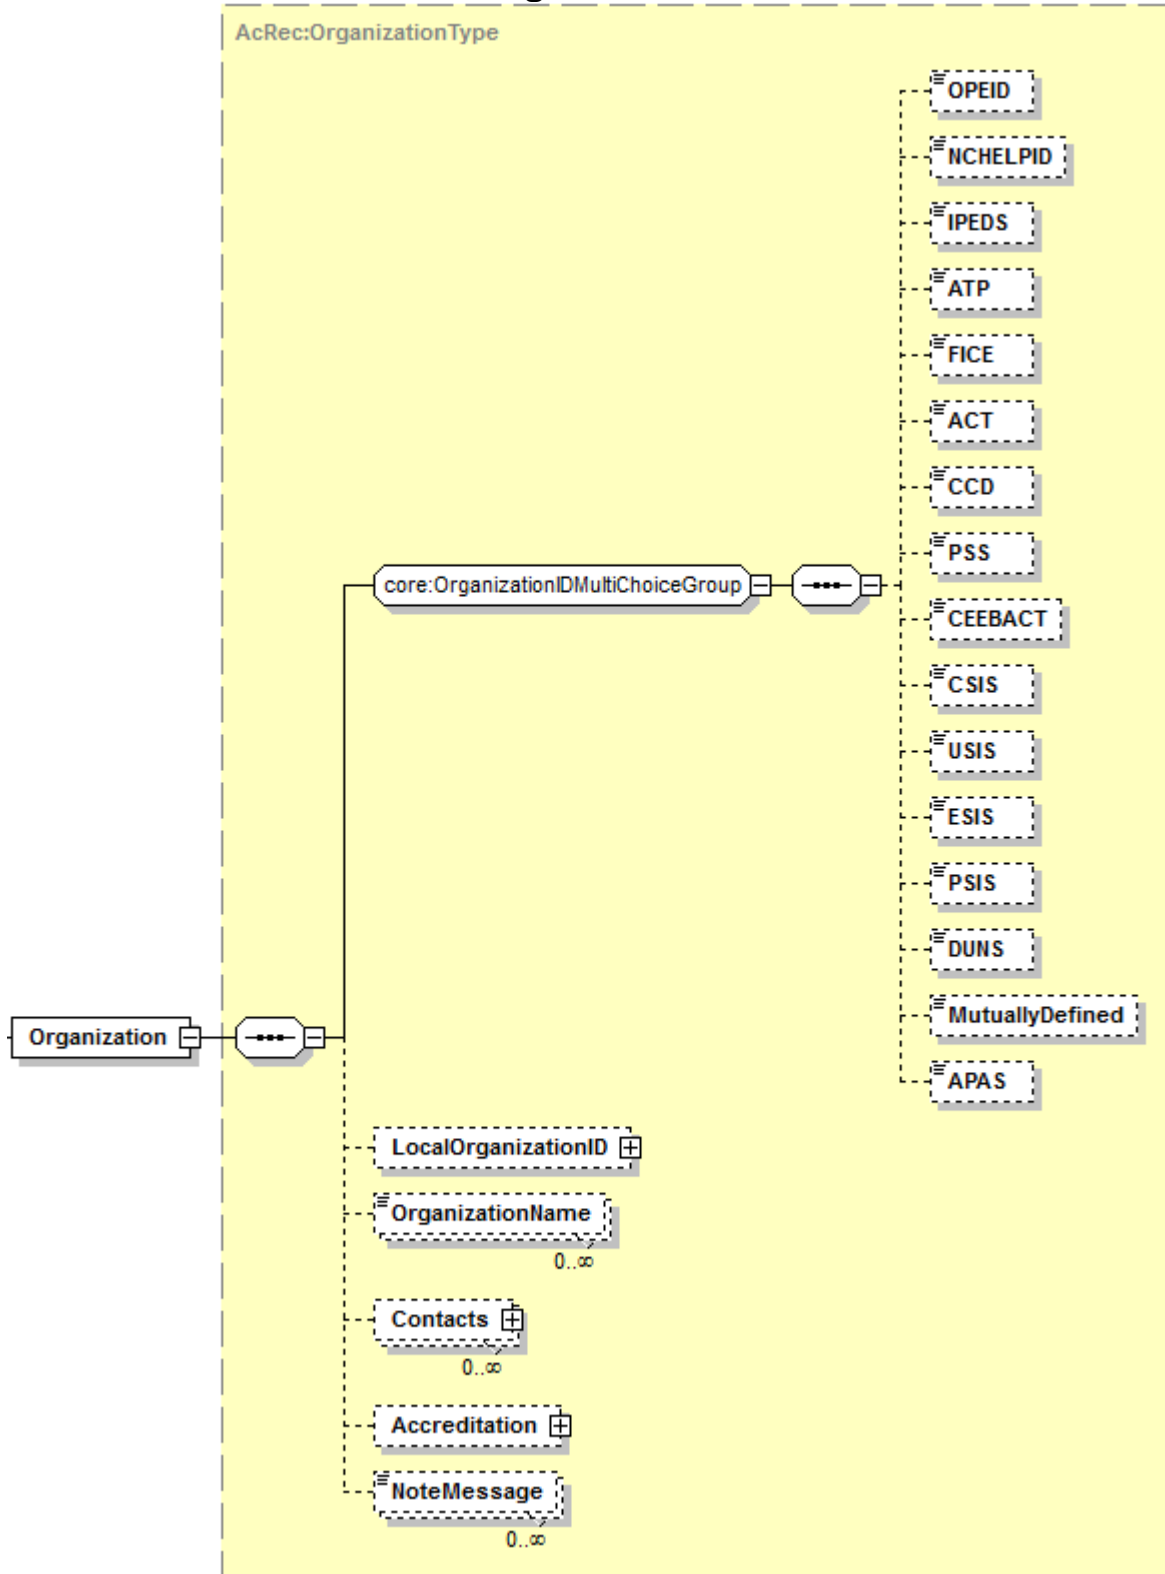 AcRec:OrganizationType
OPEID
NCHELPID
IPEDS
ATP
FICE
ACT
CCD
PSS
core:OrganizationIDMultiChoiceGroup
CEEBACT
CSIS
USIS
ESIS
PSIS
DUNS
MutuallyDefined
Organization
APAS
LocalOrganizationID
OrganizationName
0..∞
Contacts
0..∞
Accreditation
NoteMessage
0..∞